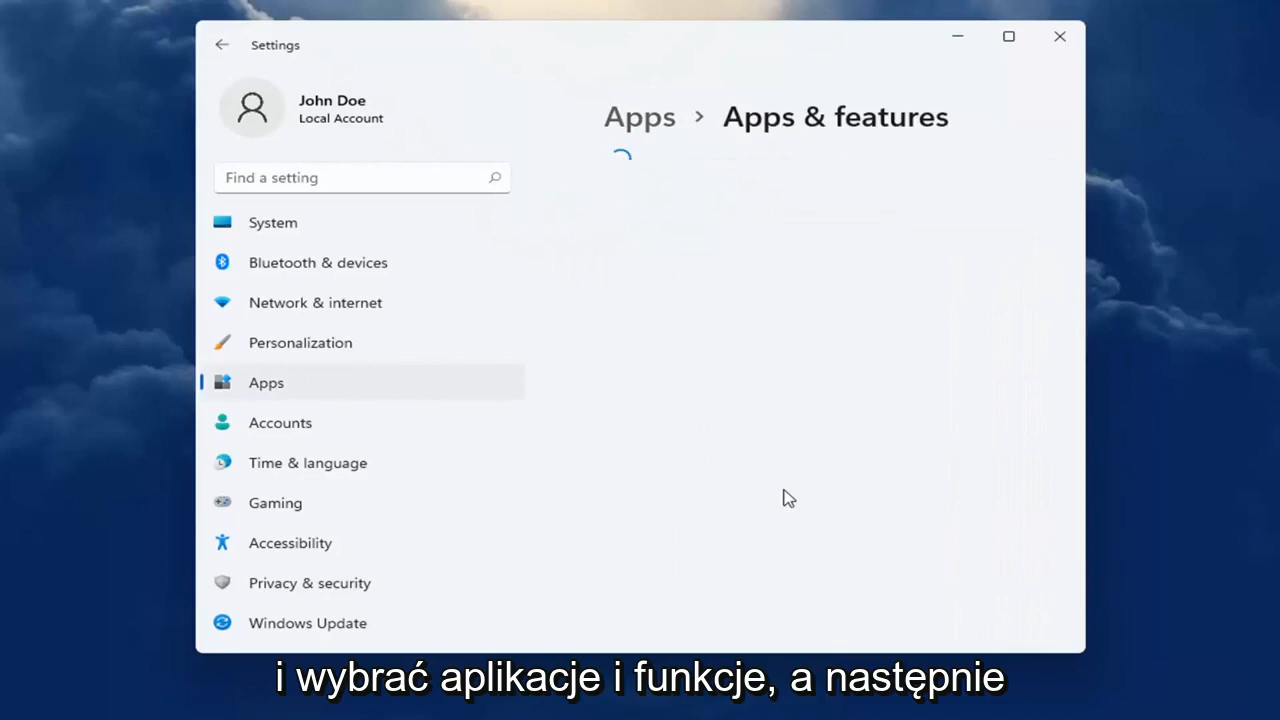 Settings
John Doe
Local Account
Apps > Apps & features
Find a setting
System
Bluetooth & devices
Network & internet
Personalization
Apps
Accounts
Time & language
Gaming
Accessibility
Privacy & security
Windows Update
i wybrać aplikacje i funkcje, a następnie